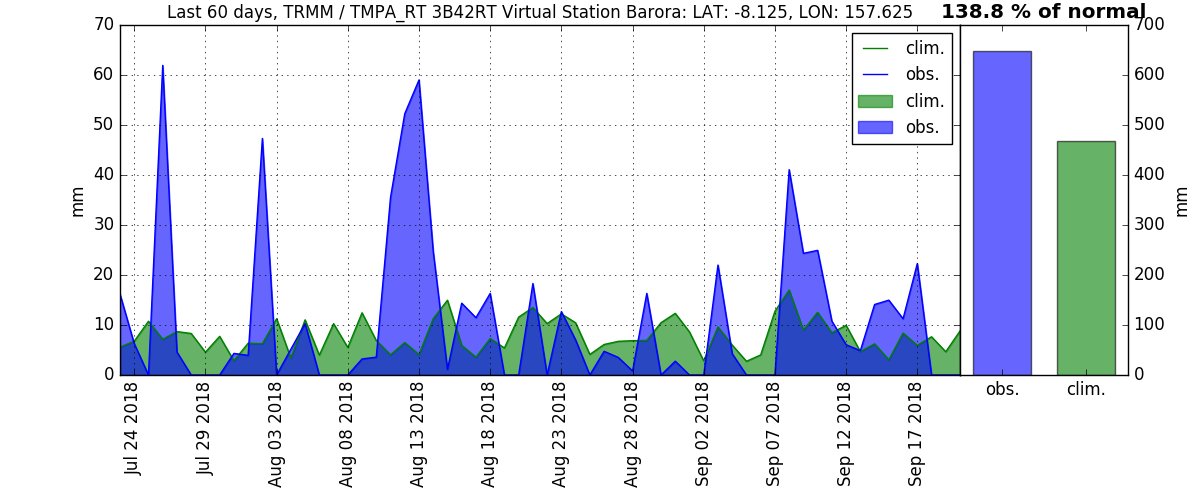 Last 60 days, TRMM / TMPA_RT 3B42RT Virtual Station Barora: LAT: -8.125, LON: 157.625
138.8 % of normal
70
60
50
40
30
20
10
0
mm
clim.
obs.
clim.
obs.
700
600
500
400
300
200
100
0
mm
obs.
clim.
Jul 24 2018
Jul 29 2018
Aug 03 2018
Aug 08 2018
Aug 13 2018
Aug 18 2018
Aug 23 2018
Aug 28 2018
Sep 02 2018
Sep 07 2018
Sep 12 2018
Sep 17 2018